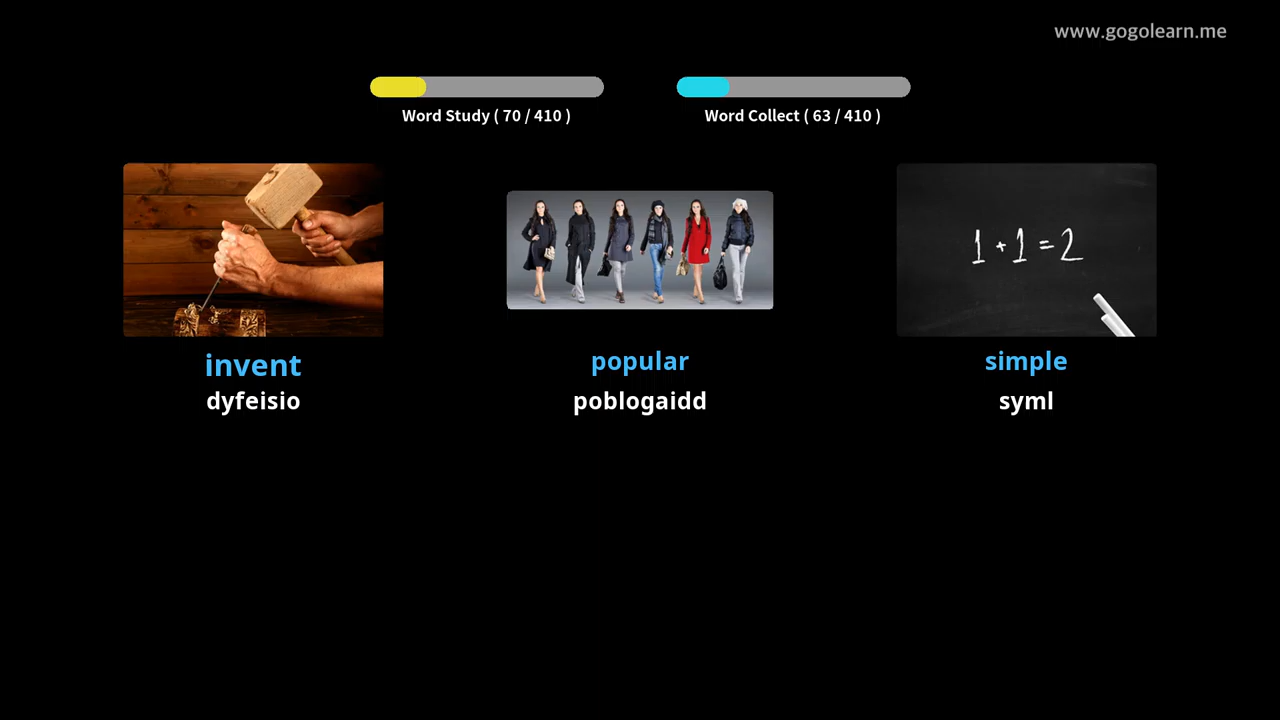 www.gogolearn.me
Word Study ( 70 / 410 )
Word Collect ( 63 / 410 )
1 + 1 = 2
invent
dyfeisio
popular
poblogaidd
simple
syml